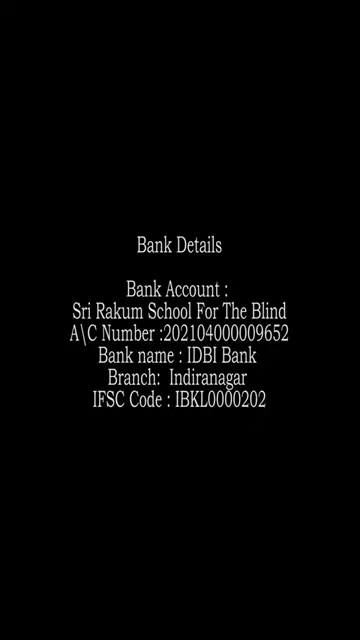 Bank Details
Bank Account :
Sri Rakum School For The Blind
A\C Number :202104000009652
Bank name : IDBI Bank
Branch:  Indiranagar
IFSC Code : IBKL0000202